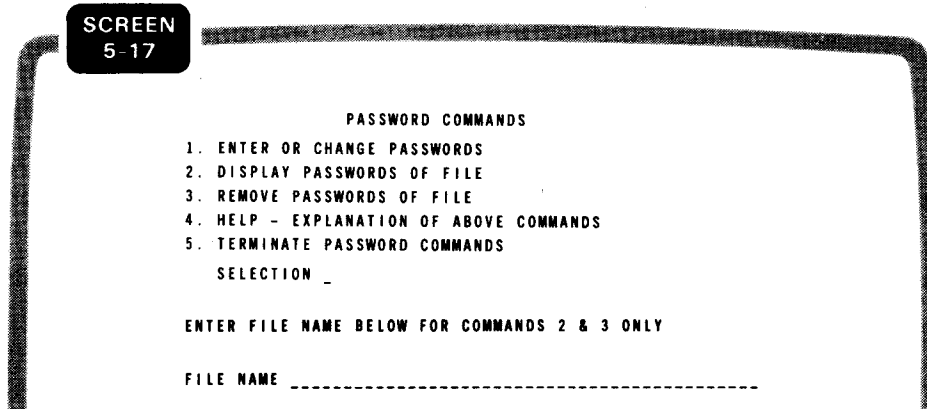 SCREEN
5-17
PASSWORD COMMANDS
1. ENTER OR CHANGE PASSWORDS
2. DISPLAY PASSWORDS OF FILE
3. REMOVE PASSWORDS OF FILE
4. HELP - EXPLANATION OF ABOVE COMMANDS
5. TERMINATE PASSWORD COMMANDS
SELECTION _
ENTER FILE NAME BELOW FOR COMMANDS 2 & 3 ONLY
FILE NAME ____________________________________________